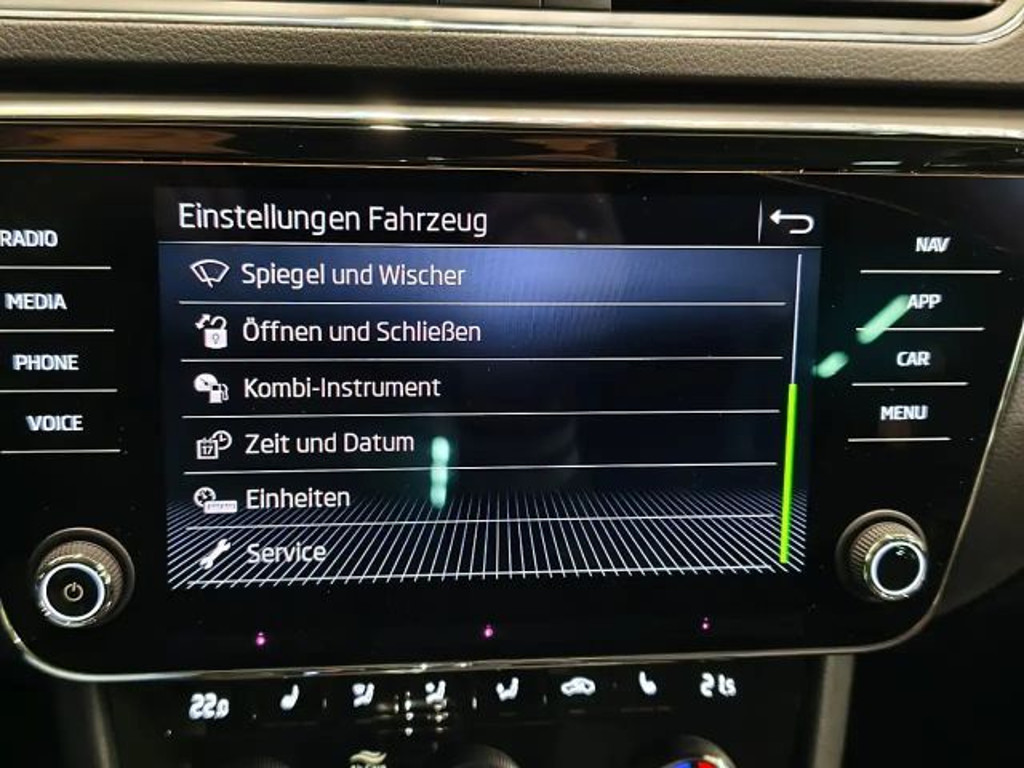 Einstellungen Fahrzeug
RADIO
MEDIA
PHONE
VOICE
Spiegel und Wischer
Öffnen und Schließen
Kombi-Instrument
17
Zeit und Datum
Einheiten
Service
NAV
APP
CAR
MENU
22.0